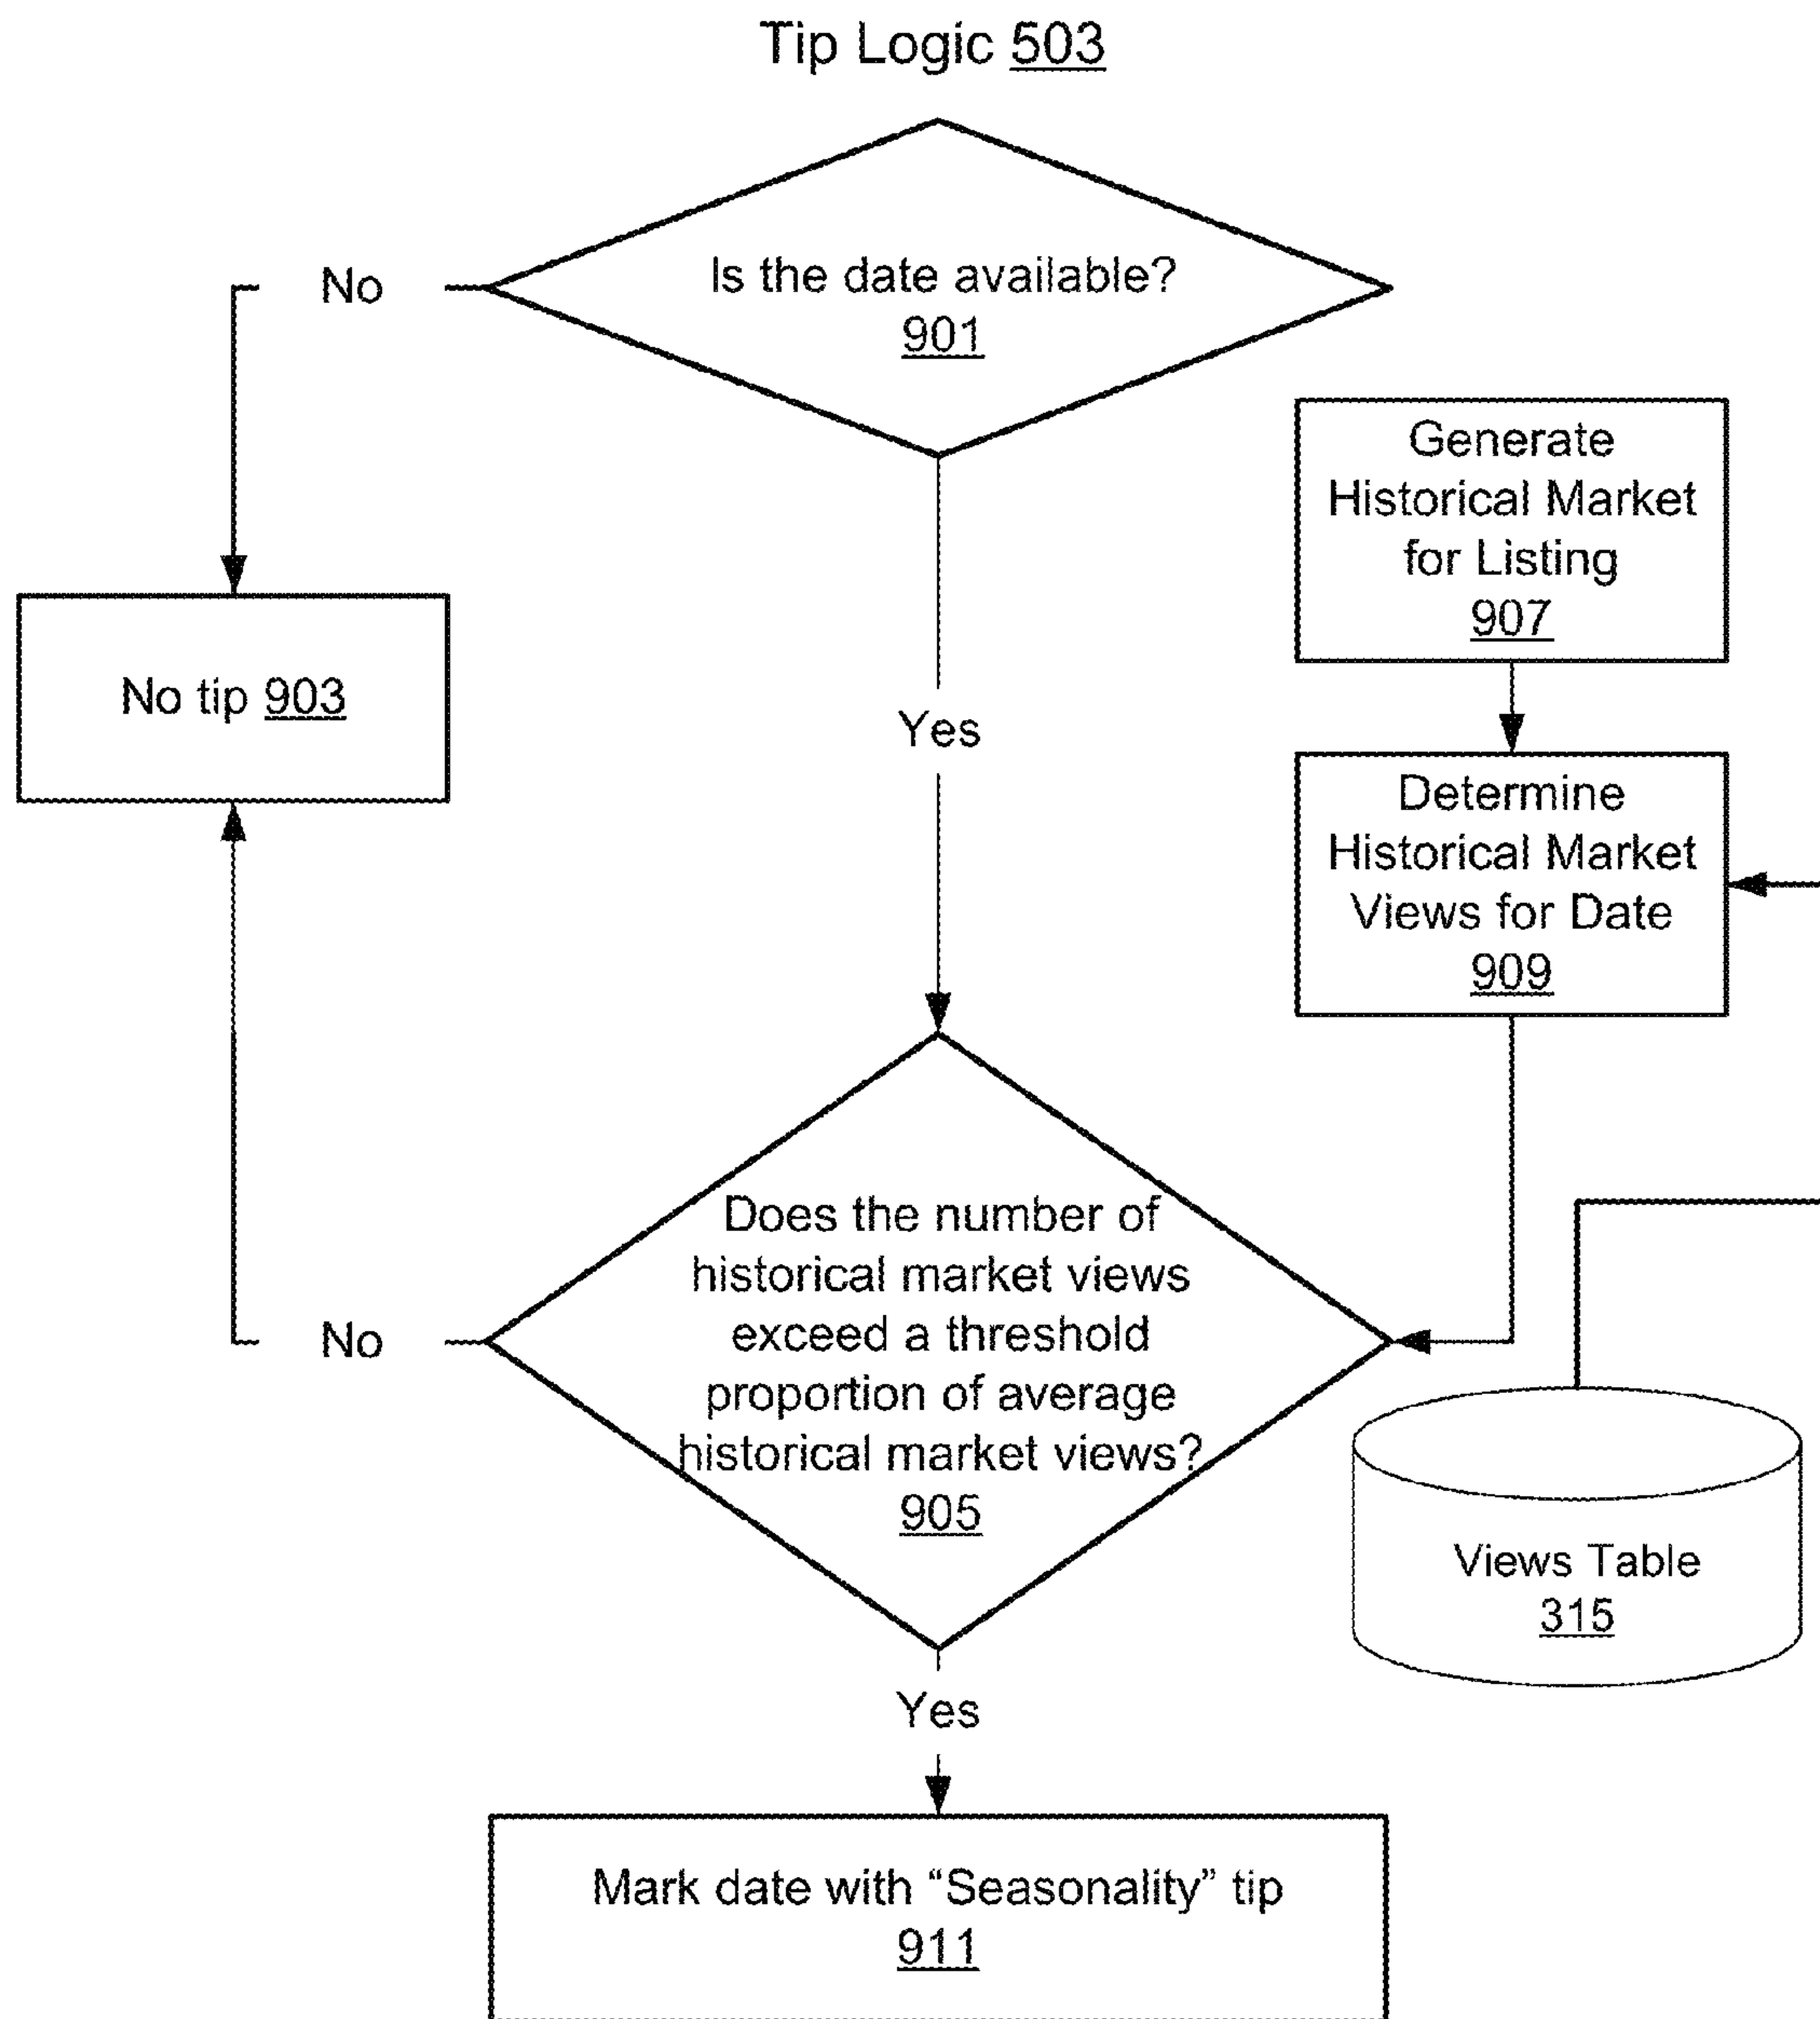 Tip Logic 503
Is the date available?
901
No
No tip 903
Yes
Generate
Historical Market
for Listing
907
Determine
Historical Market
Views for Date
909
Does the number of
historical market views
exceed a threshold
proportion of average
historical market views?
905
No
Views Table
315
Yes
Mark date with “Seasonality” tip
911